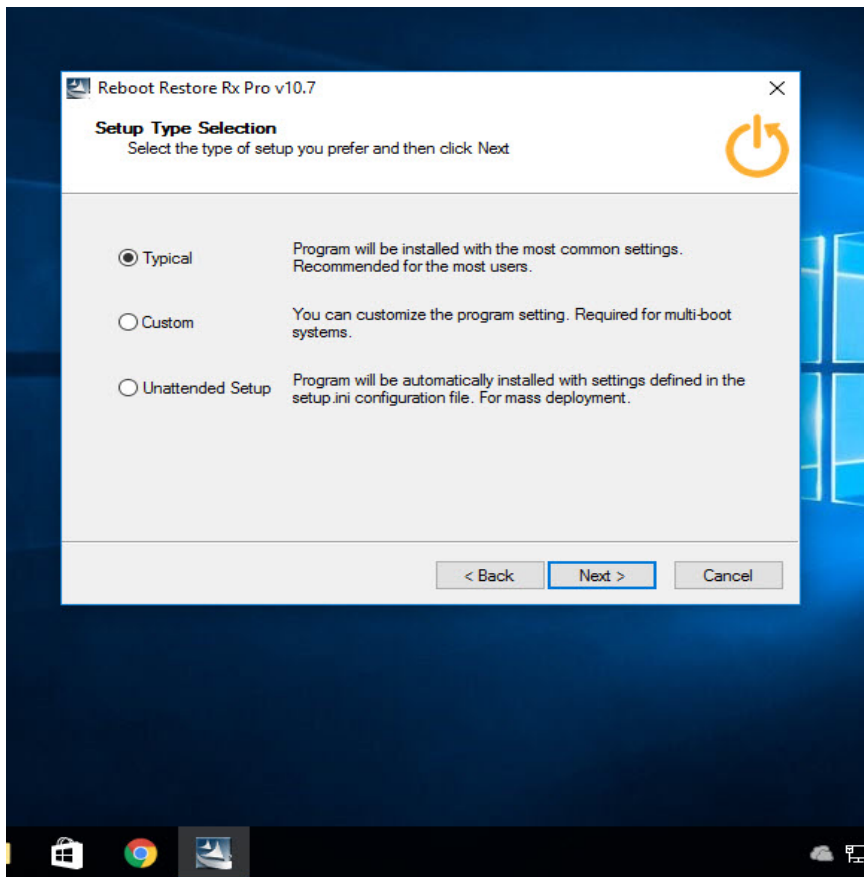 Reboot Restore Rx Pro v10.7
Setup Type Selection
Select the type of setup you prefer and then click Next
Typical
Program will be installed with the most common settings.
Recommended for the most users.
Custom
You can customize the program setting. Required for multi-boot
systems.
Unattended Setup
Program will be automatically installed with settings defined in the
setup.ini configuration file. For mass deployment.
< Back
Next >
Cancel